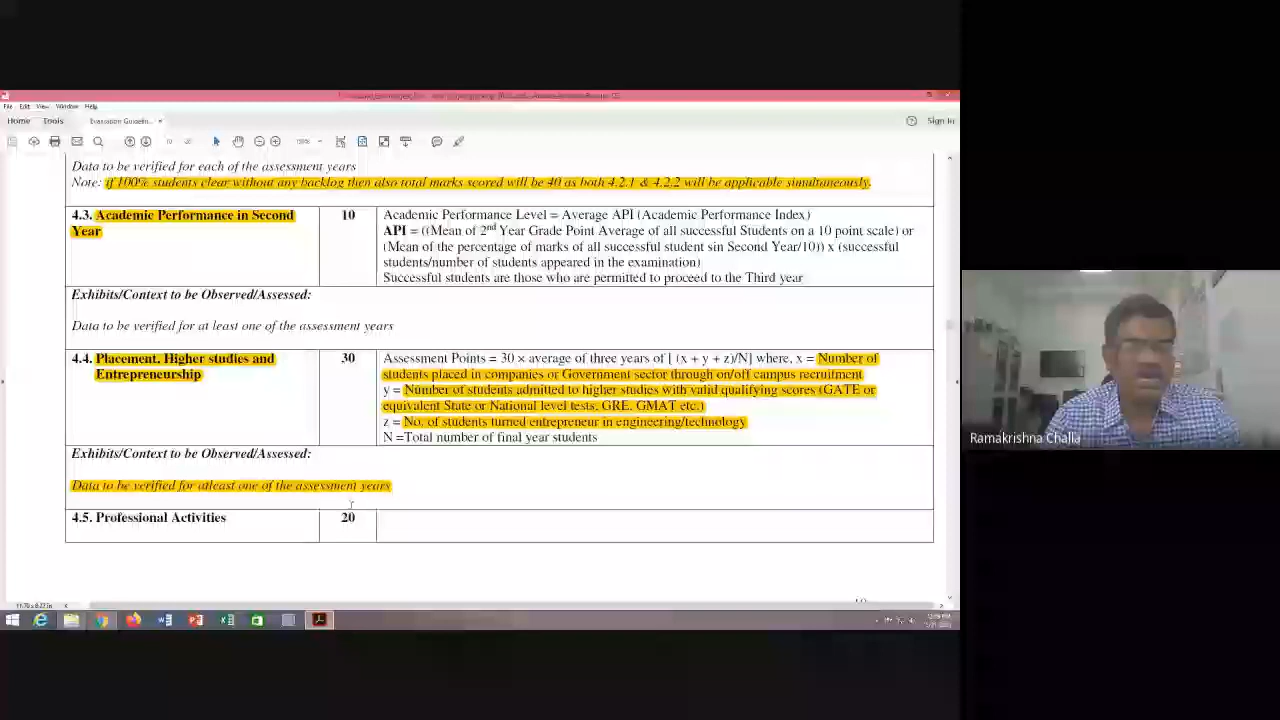 File Edit View Window Help
Home Tools Evaluation Guidelin... × Sign In
Data to be verified for each of the assessment years
Note: if 100% students clear without any backlog then also total marks scored will be 40 as both 4.2.1 & 4.2.2 will be applicable simultaneously.
4.3. Academic Performance in Second Year
10
Academic Performance Level = Average API (Academic Performance Index)
API = ((Mean of 2nd Year Grade Point Average of all successful Students on a 10 point scale) or
(Mean of the percentage of marks of all successful student sin Second Year/10)) x (successful
students/number of students appeared in the examination)
Successful students are those who are permitted to proceed to the Third year
Exhibits/Context to be Observed/Assessed:
Data to be verified for at least one of the assessment years
4.4. Placement, Higher studies and Entrepreneurship
30
Assessment Points = 30 × average of three years of [ (x + y + z)/N] where, x = Number of
students placed in companies or Government sector through on/off campus recruitment
y = Number of students admitted to higher studies with valid qualifying scores (GATE or
equivalent State or National level tests, GRE, GMAT etc.)
z = No. of students turned entrepreneur in engineering/technology
N =Total number of final year students
Exhibits/Context to be Observed/Assessed:
Data to be verified for atleast one of the assessment years
4.5. Professional Activities
20
Ramakrishna Challa